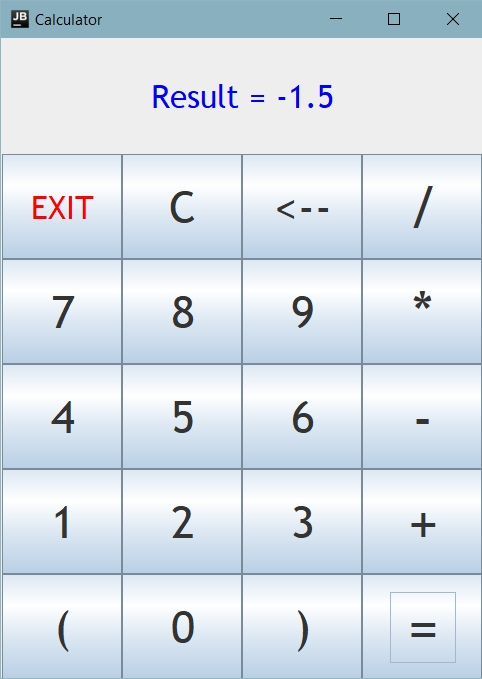 JB Calculator
Result = -1.5
EXIT C <-- /
7 8 9 *
4 5 6 -
1 2 3 +
( 0 ) =